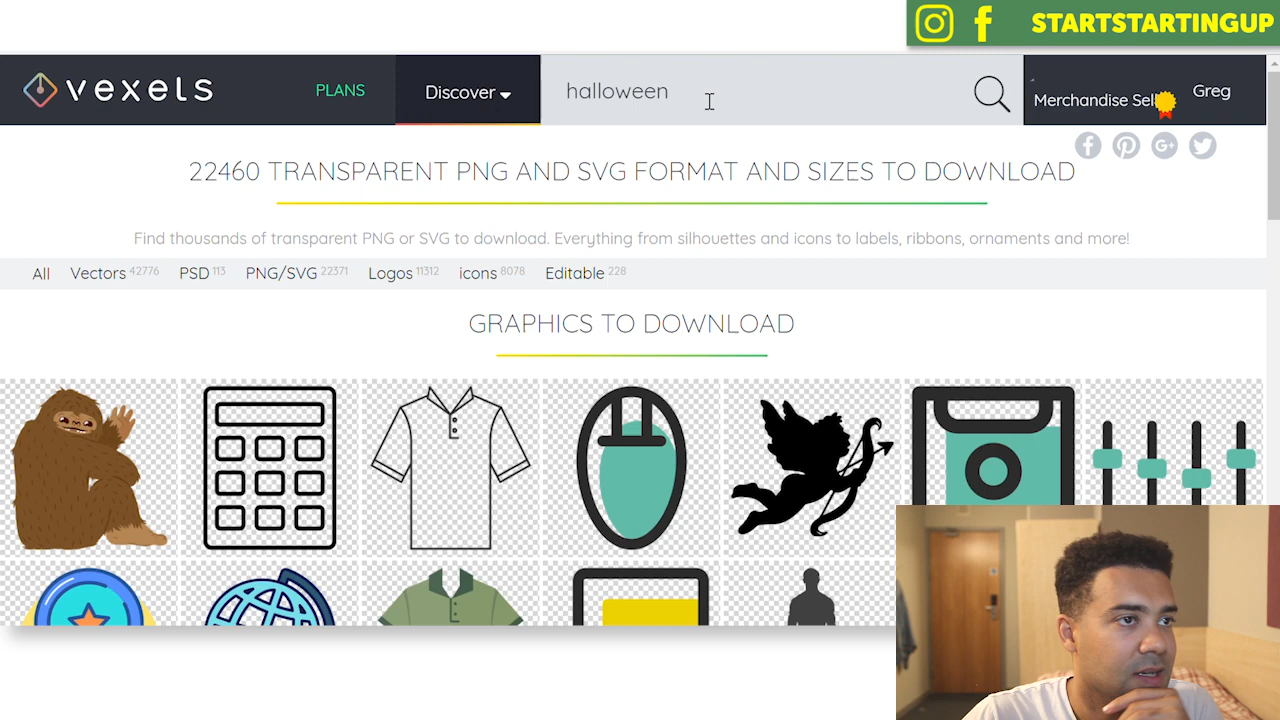 STARTSTARTINGUP
vexels
PLANS
Discover
halloween
Merchandise Sell
Greg
22460 TRANSPARENT PNG AND SVG FORMAT AND SIZES TO DOWNLOAD
Find thousands of transparent PNG or SVG to download. Everything from silhouettes and icons to labels, ribbons, ornaments and more!
All Vectors 42776 PSD 113 PNG/SVG 22371 Logos 11312 icons 8078 Editable 228
GRAPHICS TO DOWNLOAD